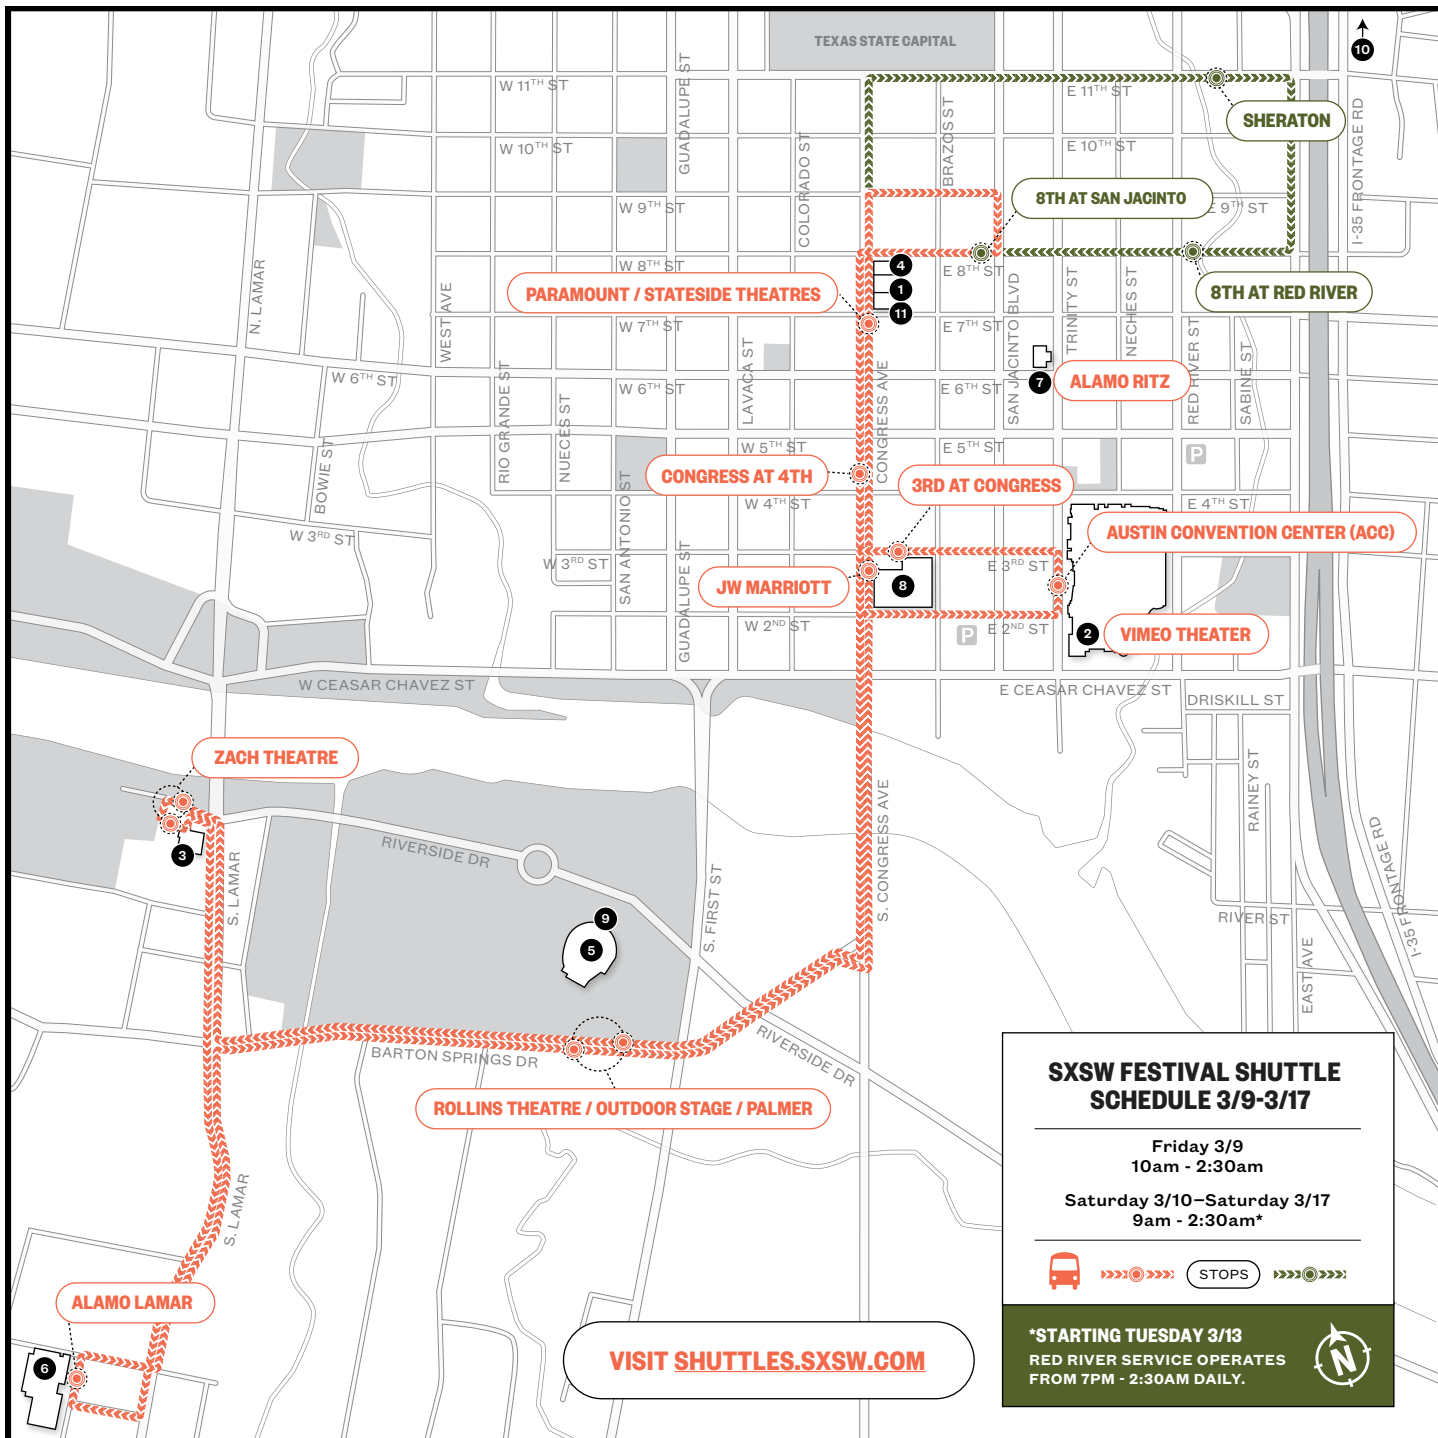 TEXAS STATE CAPITAL
10
W 11TH ST
E 11TH ST
SHERATON
W 10TH ST
E 10TH ST
GUADALUPE ST
COLORADO ST
BRAZOS ST
I-35 FRONTAGE RD
8TH AT SAN JACINTO
W 9TH ST
E 9TH ST
W 8TH ST
E 8TH ST
4
1
11
PARAMOUNT / STATESIDE THEATRES
8TH AT RED RIVER
N. LAMAR
WEST AVE
W 7TH ST
E 7TH ST
SAN JACINTO BLVD
TRINITY ST
NECHES ST
RED RIVER ST
SABINE ST
LAVACA ST
CONGRESS AVE
W 6TH ST
W 6TH ST
E 6TH ST
7
ALAMO RITZ
RIO GRANDE ST
NUECES ST
BOWIE ST
W 5TH ST
E 5TH ST
P
CONGRESS AT 4TH
3RD AT CONGRESS
W 4TH ST
E 4TH ST
SAN ANTONIO ST
GUADALUPE ST
W 3RD ST
W 3RD ST
E 3RD ST
AUSTIN CONVENTION CENTER (ACC)
JW MARRIOTT
8
W 2ND ST
P
E 2ND ST
2
VIMEO THEATER
W CEASAR CHAVEZ ST
E CEASAR CHAVEZ ST
DRISKILL ST
ZACH THEATRE
RAINEY ST
3
RIVERSIDE DR
S. LAMAR
S. FIRST ST
S. CONGRESS AVE
I-35 FRONTAGE RD
RIVER ST
9
5
EAST AVE
BARTON SPRINGS DR
RIVERSIDE DR
ROLLINS THEATRE / OUTDOOR STAGE / PALMER
S. LAMAR
ALAMO LAMAR
6
VISIT SHUTTLES.SXSW.COM
SXSW FESTIVAL SHUTTLE
SCHEDULE 3/9-3/17
Friday 3/9
10am - 2:30am
Saturday 3/10–Saturday 3/17
9am - 2:30am*
STOPS
*STARTING TUESDAY 3/13
RED RIVER SERVICE OPERATES
FROM 7PM - 2:30AM DAILY.
N